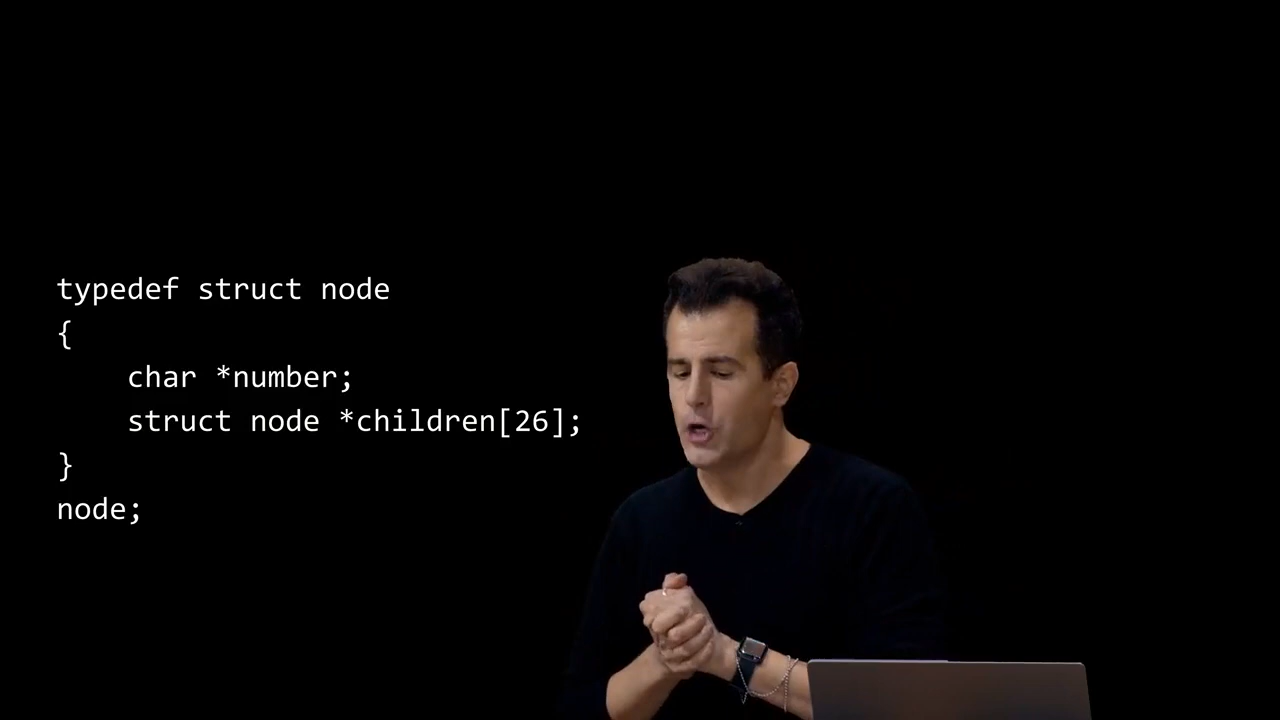 typedef struct node
{
    char *number;
    struct node *children[26];
}
node;